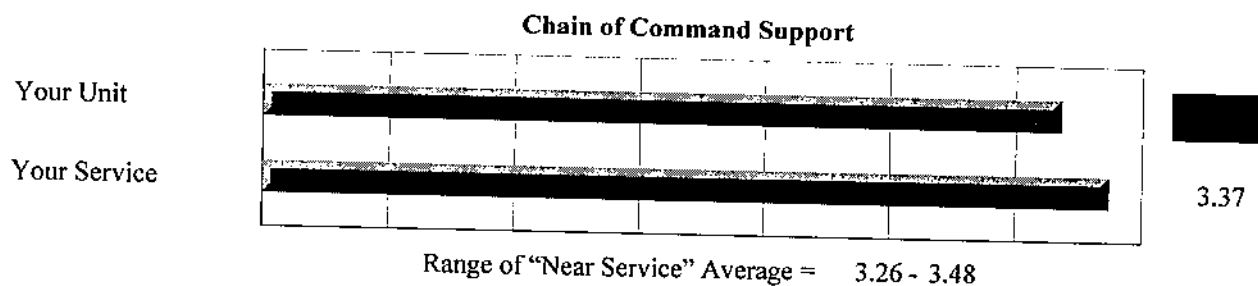 Chain of Command Support
Your Unit
Your Service
3.37
Range of “Near Service” Average = 3.26 - 3.48